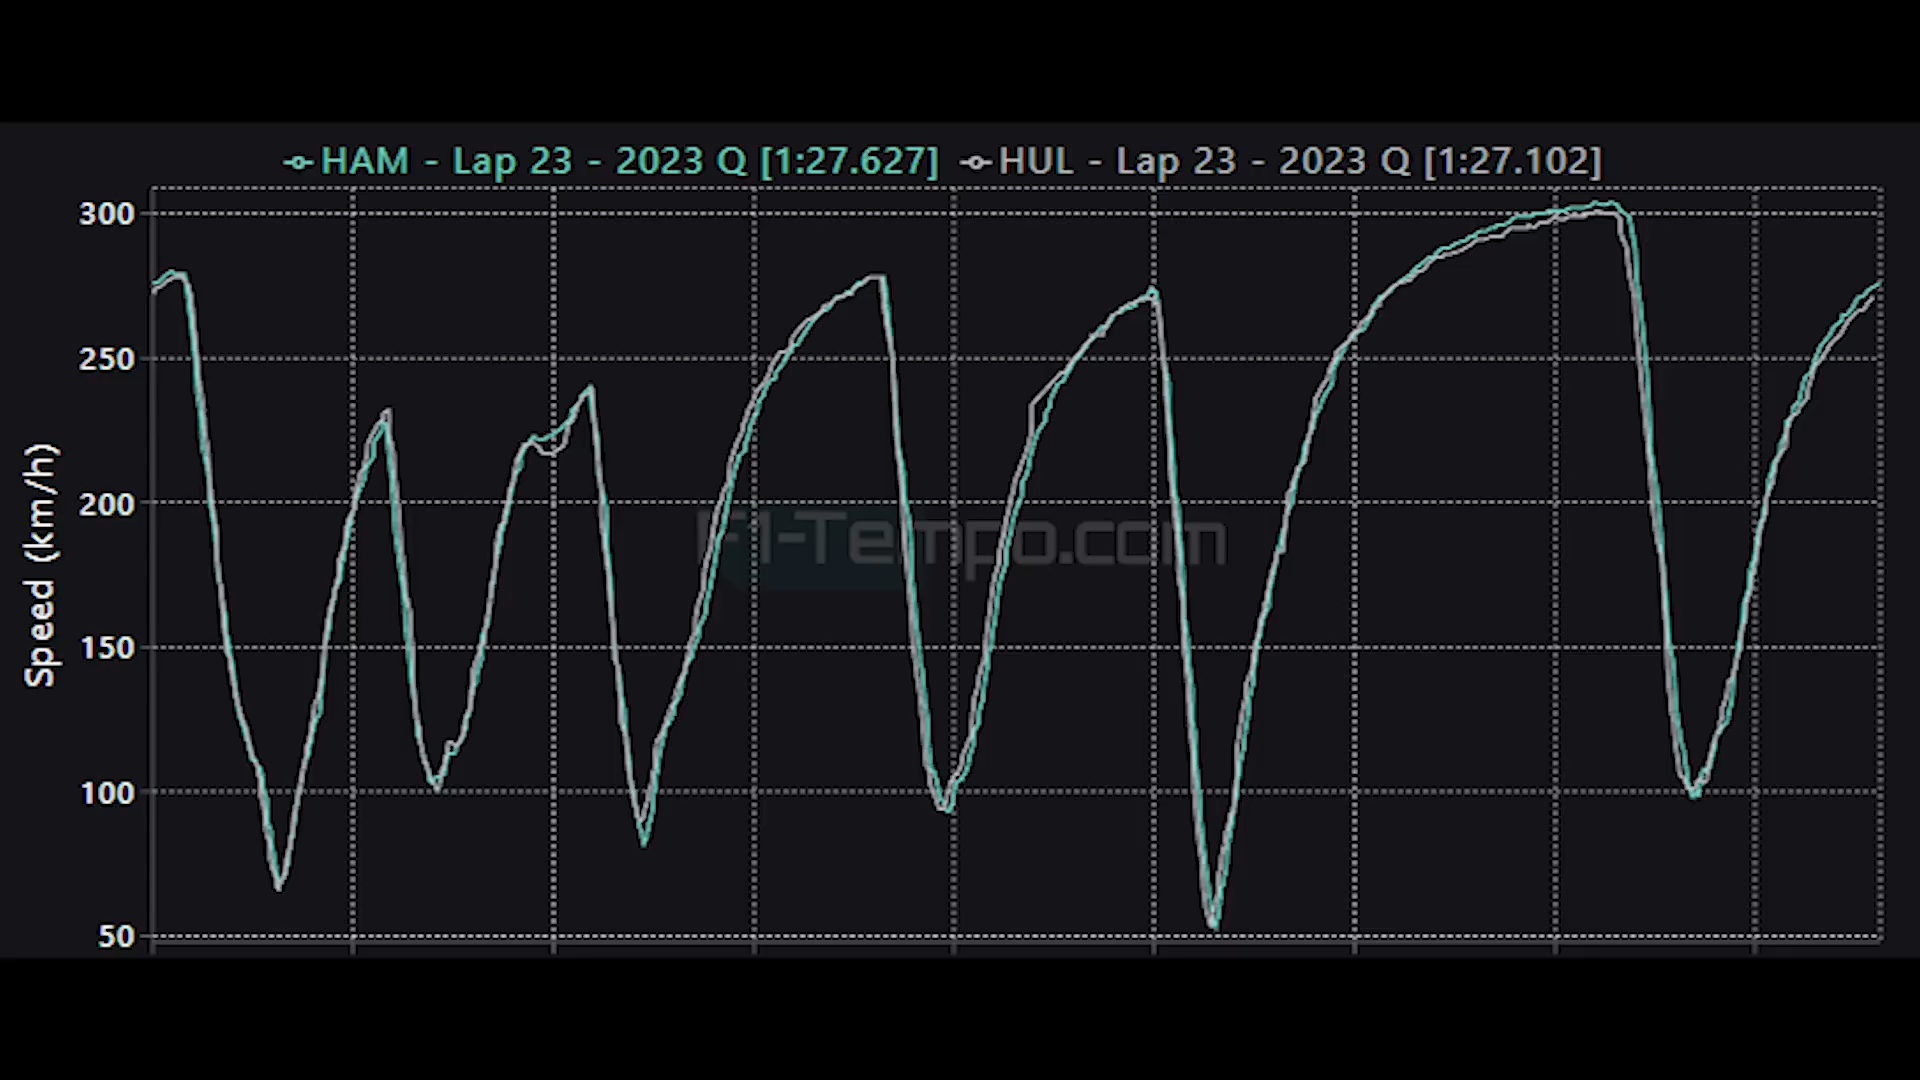 HAM - Lap 23 - 2023 Q [1:27.627] HUL - Lap 23 - 2023 Q [1:27.102]
300
250
200
150
100
50
Speed (km/h)
F1-Tempo.com